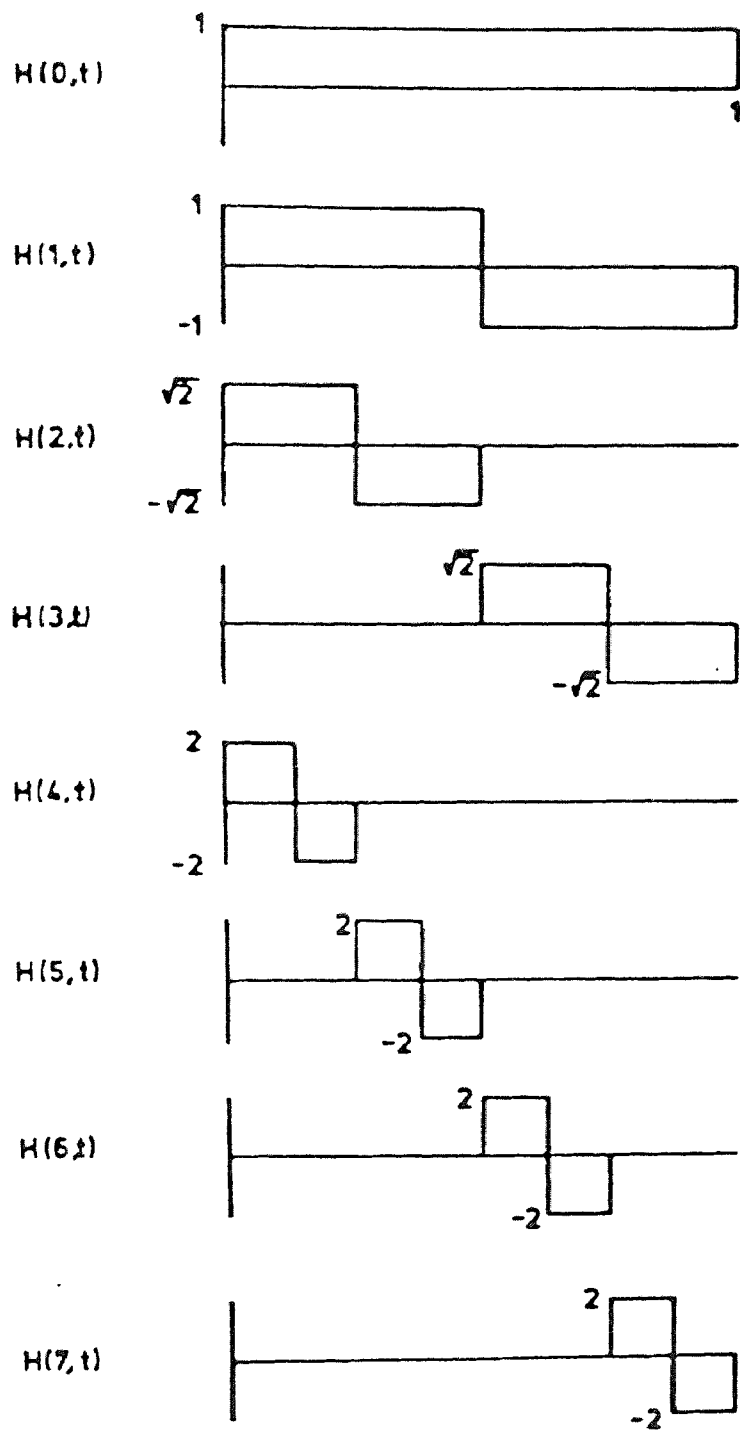 1
H(0,t)
1
1
H(1,t)
-1
√2
H(2,t)
-√2
√2
H(3,t)
-√2
2
H(4,t)
-2
2
H(5,t)
-2
2
H(6,t)
-2
2
H(7,t)
-2